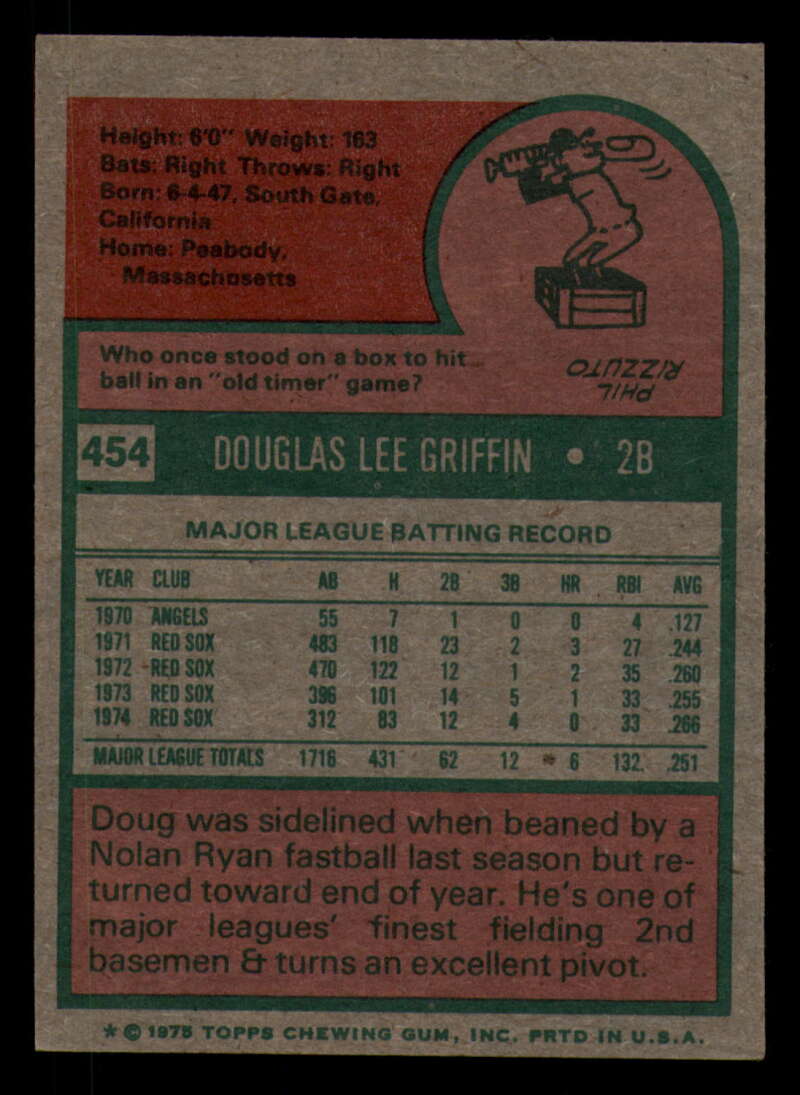 Height: 6'0" Weight: 163
Bats: Right Throws: Right
Born: 6-4-47, South Gate,
California
Home: Peabody,
Massachusetts
Who once stood on a box to hit
ball in an "old timer" game?
PHIL
RIZZUTO
454 DOUGLAS LEE GRIFFIN • 2B
MAJOR LEAGUE BATTING RECORD
YEAR CLUB AB H 2B 3B HR RBI AVG
1970 ANGELS 55 7 1 0 0 4 .127
1971 RED SOX 483 118 23 2 3 27 .244
1972 RED SOX 470 122 12 1 2 35 .260
1973 RED SOX 396 101 14 5 1 33 .255
1974 RED SOX 312 83 12 4 0 33 .266
MAJOR LEAGUE TOTALS 1716 431 62 12 6 132 .251
Doug was sidelined when beaned by a
Nolan Ryan fastball last season but re-
turned toward end of year. He's one of
major leagues' finest fielding 2nd
basemen & turns an excellent pivot.
* © 1975 TOPPS CHEWING GUM, INC. PRTD IN U.S.A.